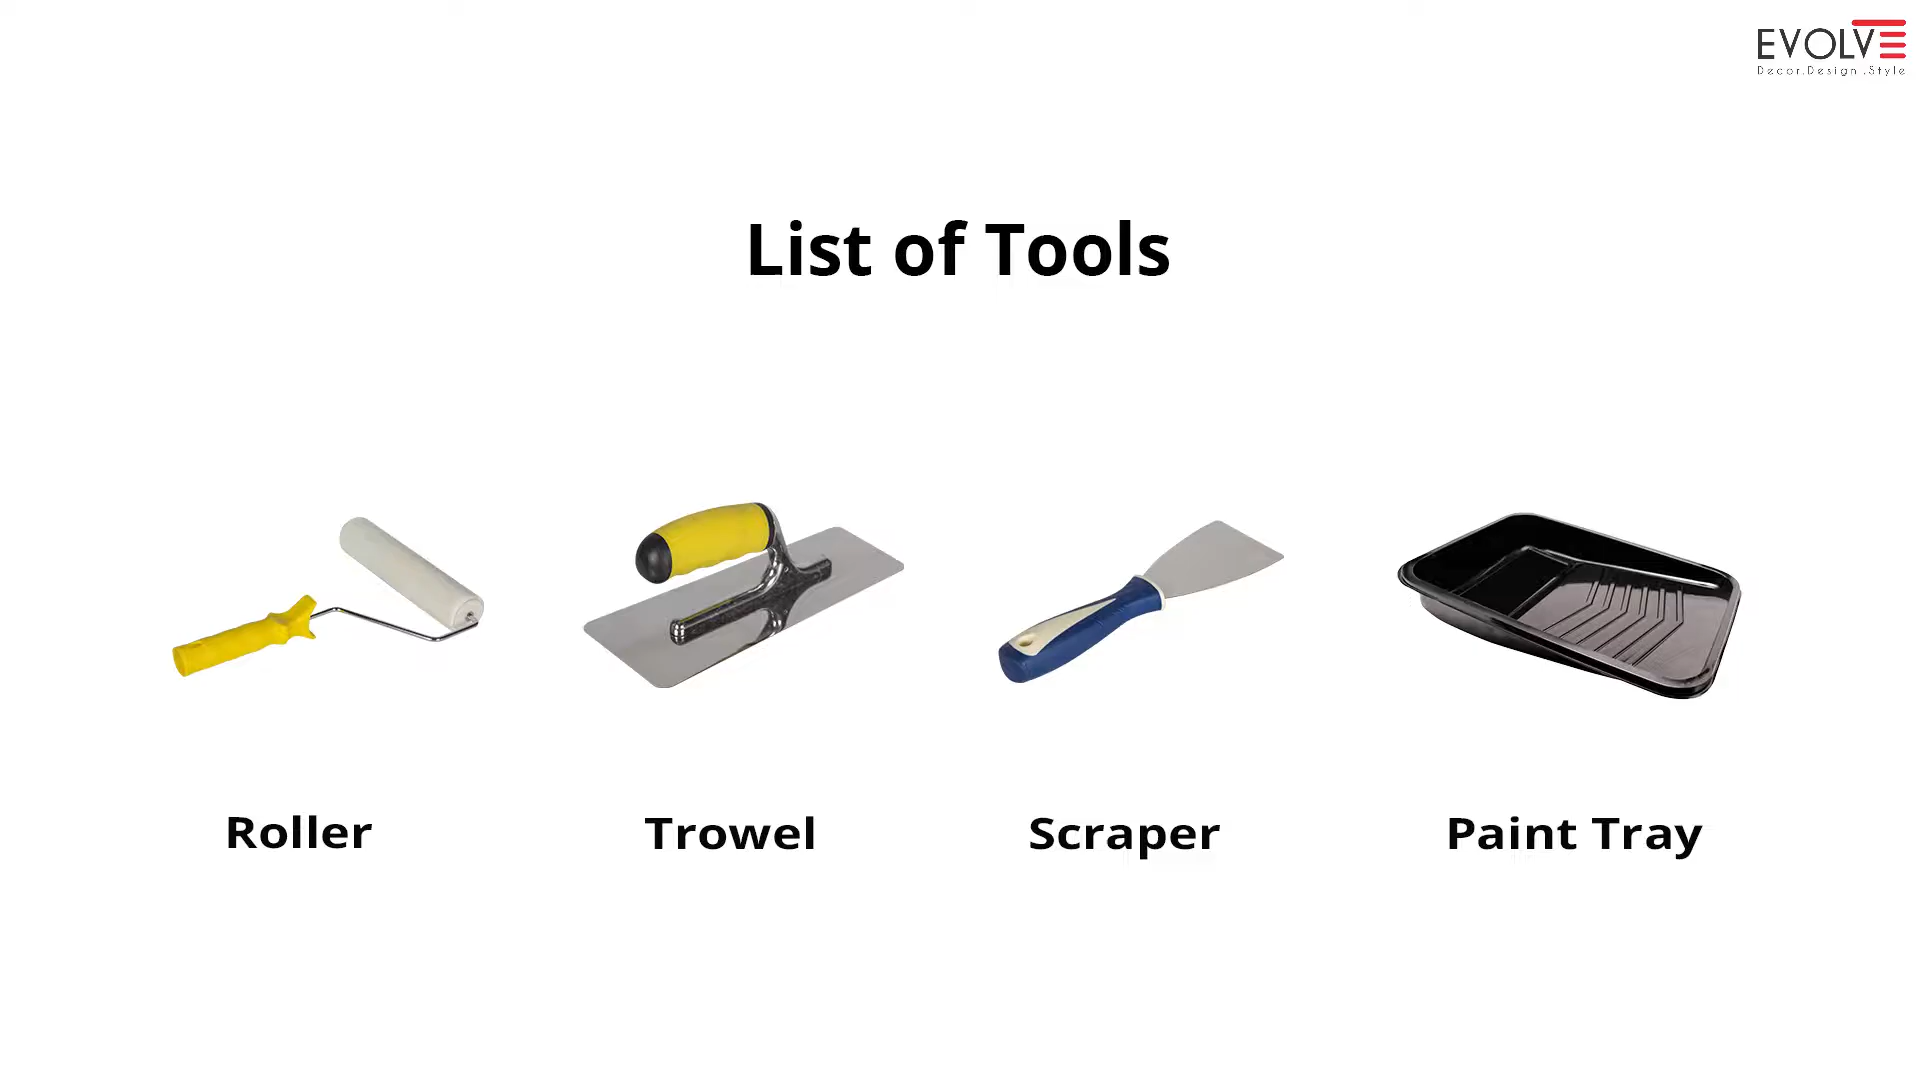 EVOLVE
Decor.Design.Style
List of Tools
Roller
Trowel
Scraper
Paint Tray